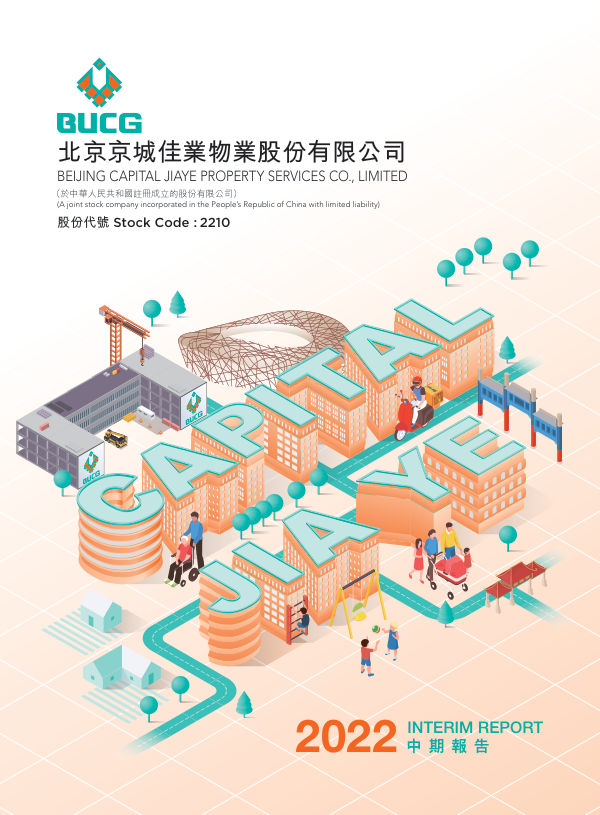 BUCG
北京京城佳業物業股份有限公司
BEIJING CAPITAL JIAYE PROPERTY SERVICES CO., LIMITED
(於中華人民共和國註冊成立的股份有限公司)
(A joint stock company incorporated in the People's Republic of China with limited liability)
股份代號 Stock Code : 2210
BUCG
BUCG
CAPITAL
JIAYE
2022 INTERIM REPORT
中期報告